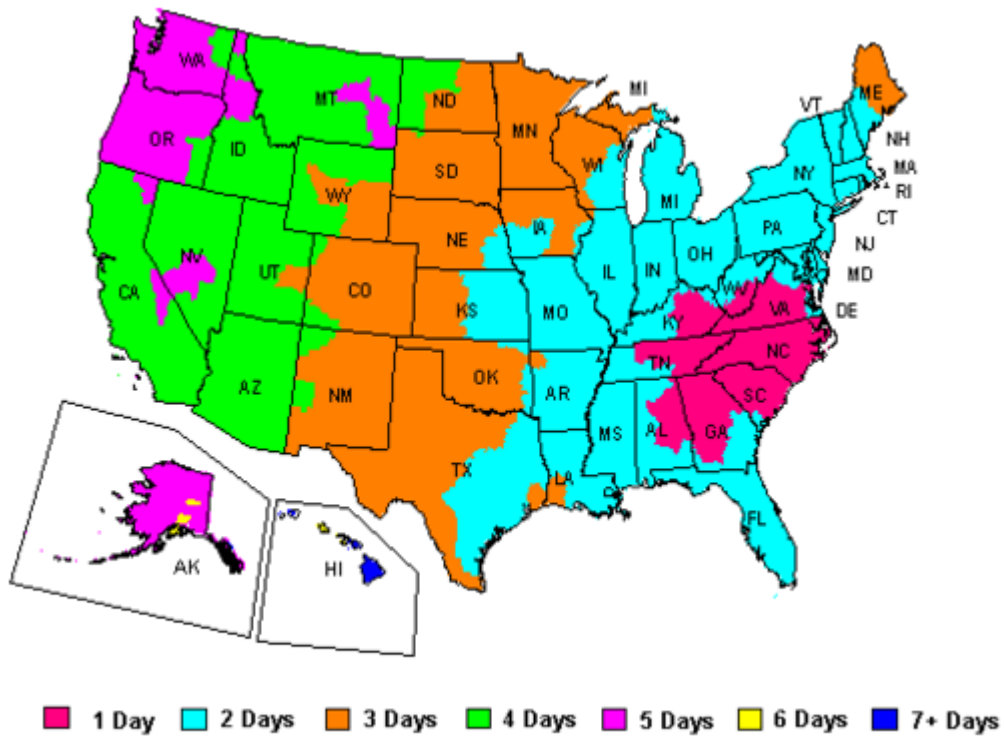 WA
MT
ND
MN
MI
VT
ME
OR
ID
SD
WI
NH
WY
NY
MA
MI
RI
NE
IA
CT
PA
NV
UT
IL
IN
OH
NJ
CA
CO
KS
MO
WV
MD
KY
VA
DE
TN
NC
AZ
NM
OK
AR
SC
MS
AL
GA
TX
LA
FL
AK
HI
1 Day 2 Days 3 Days 4 Days 5 Days 6 Days 7+ Days